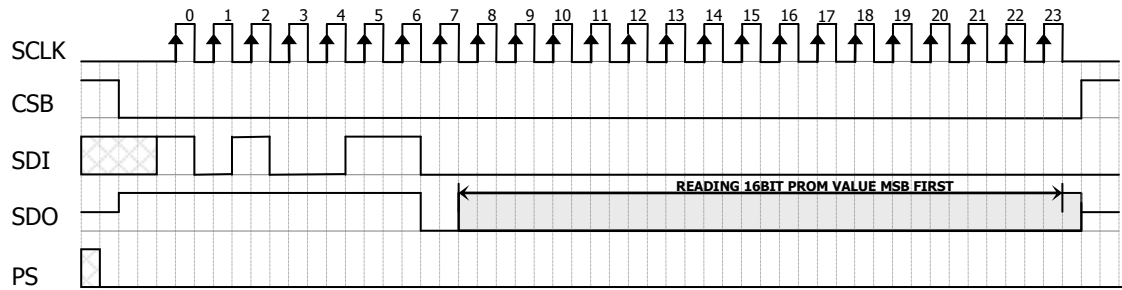 0 1 2 3 4 5 6 7 8 9 10 11 12 13 14 15 16 17 18 19 20 21 22 23
SCLK
CSB
SDI
READING 16BIT PROM VALUE MSB FIRST
SDO
PS